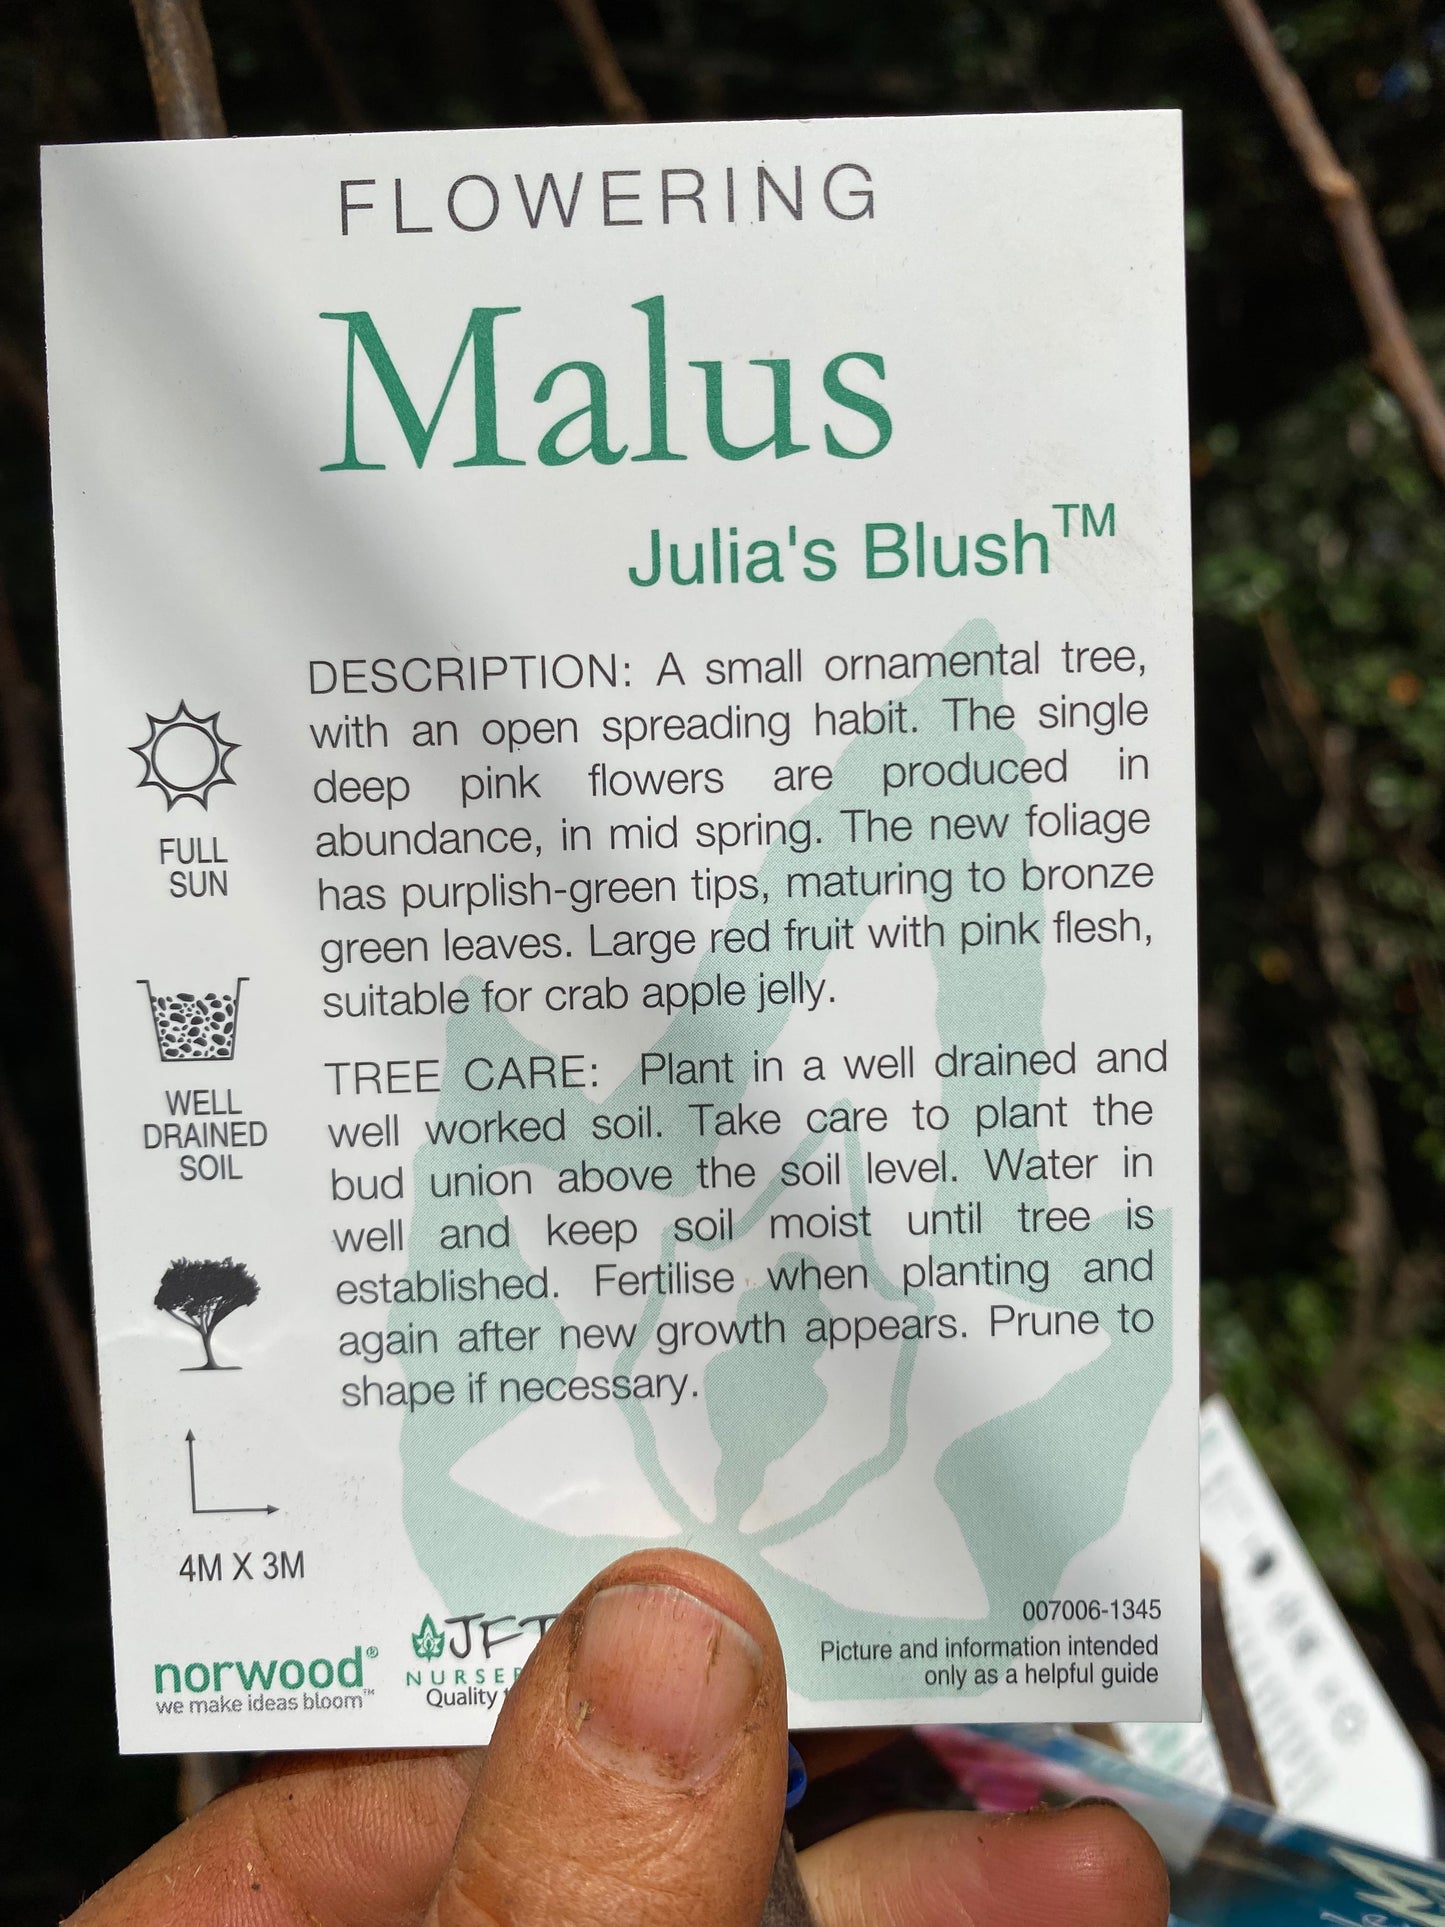 FLOWERING
Malus
Julia's Blush™
DESCRIPTION: A small ornamental tree,
with an open spreading habit. The single
deep pink flowers are produced in
abundance, in mid spring. The new foliage
has purplish-green tips, maturing to bronze
green leaves. Large red fruit with pink flesh,
suitable for crab apple jelly.
TREE CARE: Plant in a well drained and
well worked soil. Take care to plant the
bud union above the soil level. Water in
well and keep soil moist until tree is
established. Fertilise when planting and
again after new growth appears. Prune to
shape if necessary.
FULL
SUN
WELL
DRAINED
SOIL
4M X 3M
norwood®
we make ideas bloom™
Quality
007006-1345
Picture and information intended
only as a helpful guide